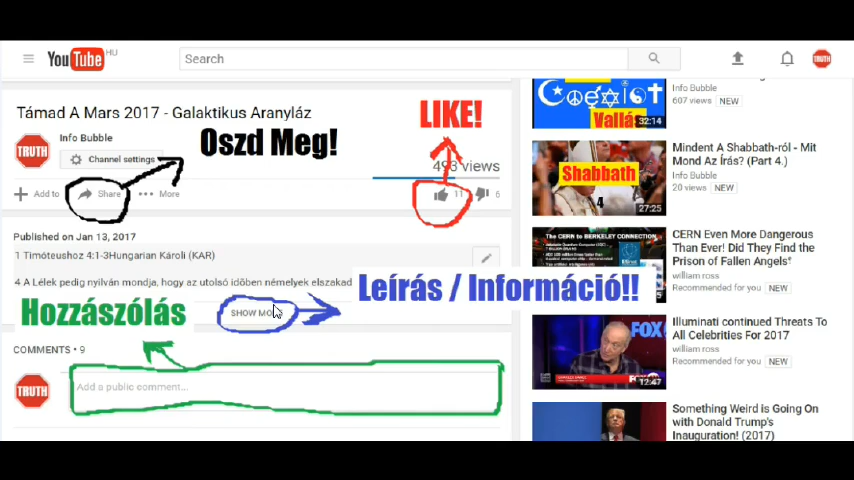 YouTube HU
Search
TRUTH
Támad A Mars 2017 - Galaktikus Aranyláz
LIKE!
TRUTH
Info Bubble
Channel settings
Oszd Meg!
493 views
Add to
Share
More
11
6
Published on Jan 13, 2017
1 Timóteushoz 4:1-3Hungarian Károli (KAR)
4 A Lélek pedig nyilván mondja, hogy az utolsó időben némelyek elszakad
Leírás / Információ!!
Hozzászólás
SHOW MORE
COMMENTS • 9
TRUTH
Add a public comment...
Vallás
32:14
Info Bubble
607 views NEW
Shabbath
4
27:25
Mindent A Shabbath-ról - Mit
Mond Az Írás? (Part 4.)
Info Bubble
20 views NEW
The CERN to BERKELEY CONNECTION
CERN Even More Dangerous
Than Ever! Did They Find the
Prison of Fallen Angels"
william ross
Recommended for you NEW
FOX
12:47
Illuminati continued Threats To
All Celebrities For 2017
william ross
Recommended for you NEW
Something Weird is Going On
with Donald Trump's
Inauguration! (2017)